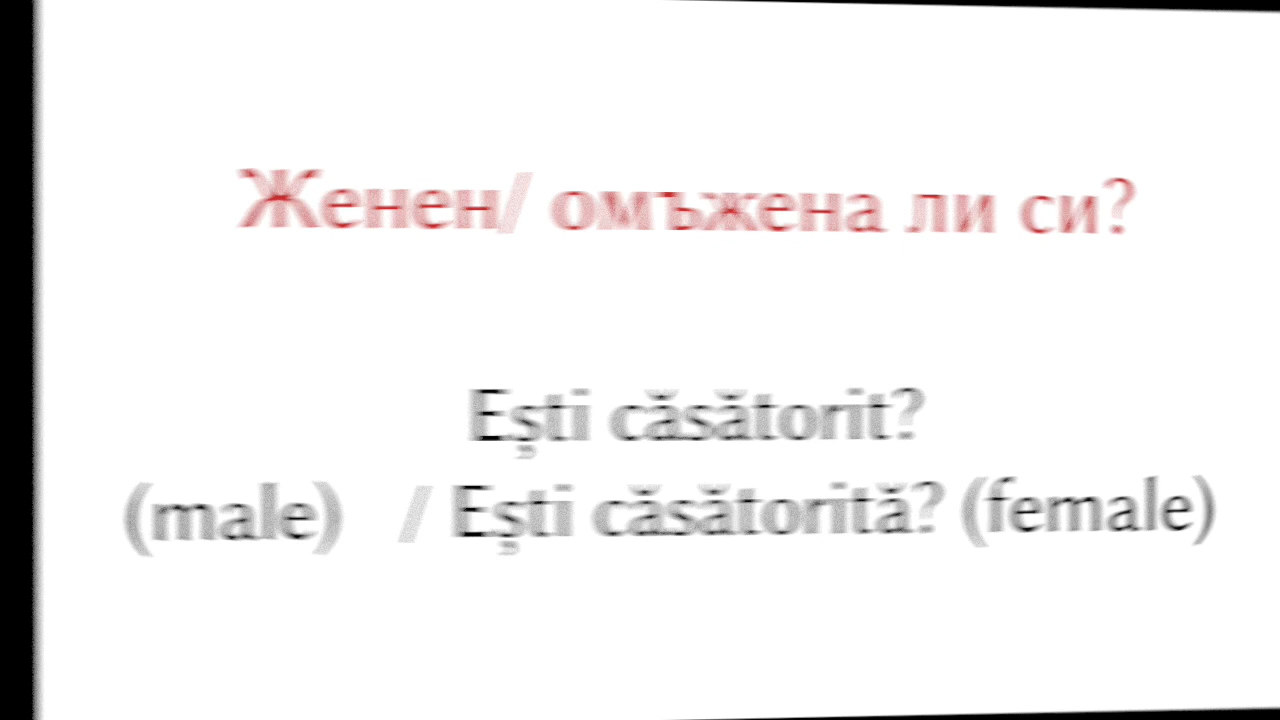 Женен/ омъжена ли си?
Ești căsătorit?
(male) / Ești căsătorită? (female)